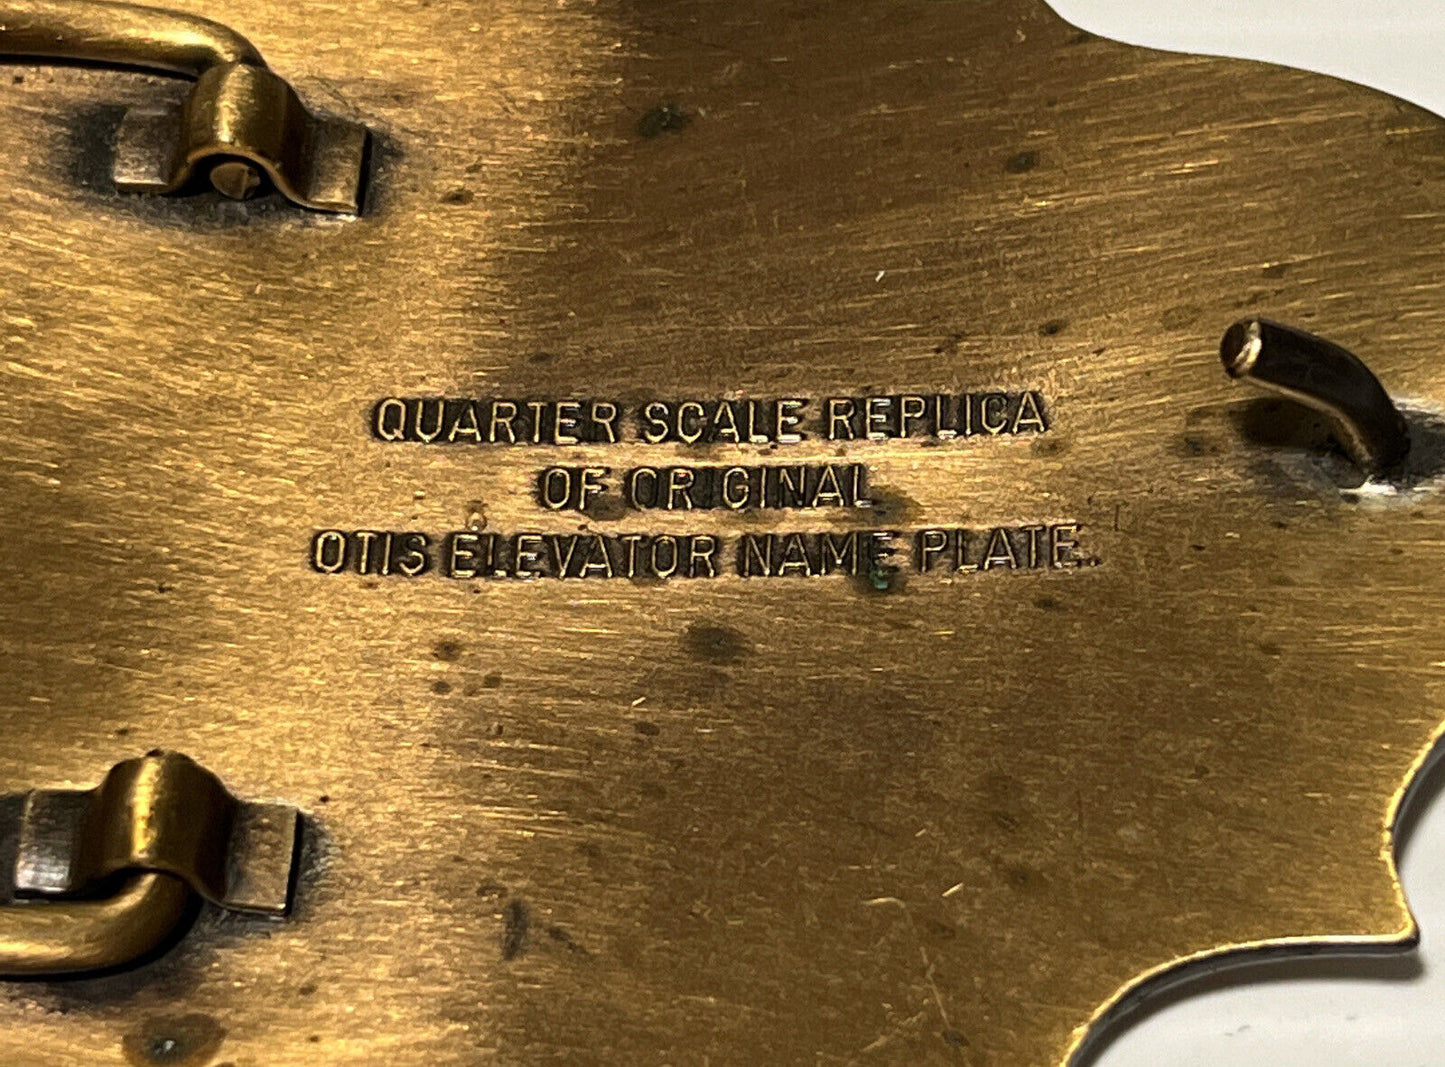 QUARTER SCALE REPLICA
OF ORIGINAL
OTIS ELEVATOR NAME PLATE.